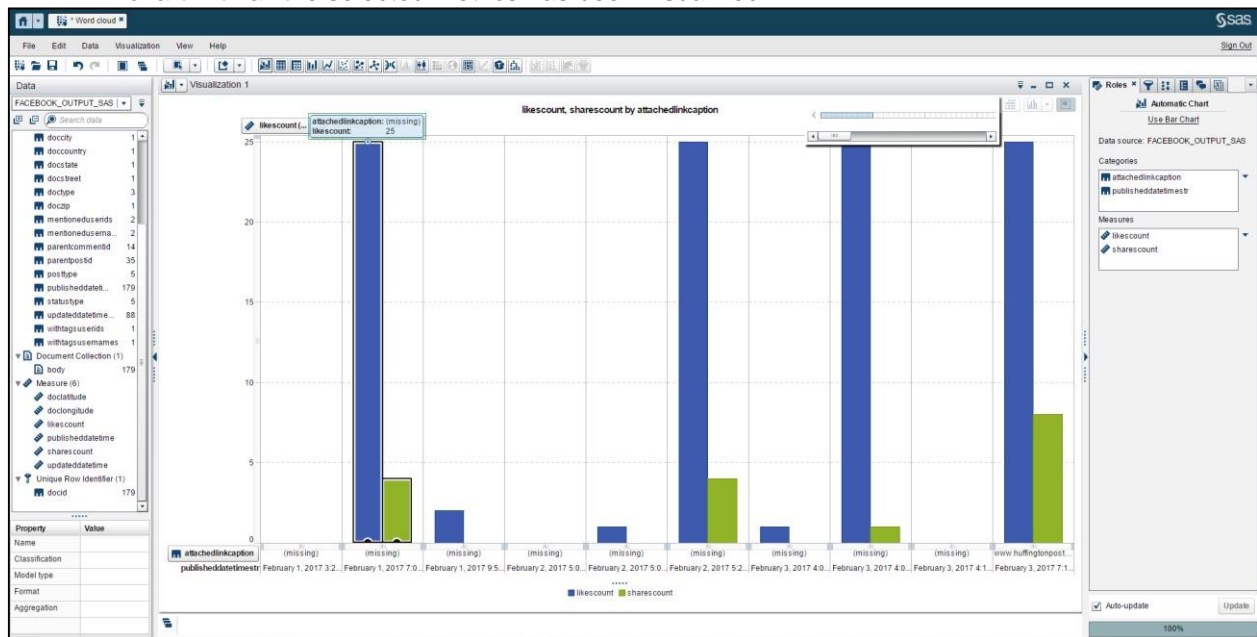 * Word cloud
sas
File Edit Data Visualization View Help
Sign Out
Data
FACEBOOK_OUTPUT_SAS
Search data
doccity 1
doccountry 1
docstate 1
docstreet 1
doctype 3
doczip 1
mentioneduserids 2
mentioneduserna... 2
parentcommentid 14
parentpostid 35
posttype 5
publisheddateti... 179
statustype 5
updateddatetime... 88
withtagsuserids 1
withtagsusernames 1
Document Collection (1)
body 179
Measure (6)
doclatitude
doclongitude
likescount
publisheddatetime
sharescount
updateddatetime
Unique Row Identifier (1)
docid 179
Property Value
Name
Classification
Model type
Format
Aggregation
Visualization 1
likescount, sharescount by attachedlinkcaption
likescount (...
attachedlinkcaption: (missing)
likescount: 25
25
20
15
10
5
0
attachedlinkcaption (missing) (missing) (missing) (missing) (missing) (missing) (missing) (missing) (missing) www.huffingtonpost...
publisheddatetimestr February 1, 2017 3:2... February 1, 2017 7:0... February 1, 2017 9:5... February 2, 2017 5:0... February 2, 2017 5:0... February 2, 2017 5:2... February 3, 2017 4:0... February 3, 2017 4:0... February 3, 2017 4:1... February 3, 2017 7:1...
likescount sharescount
Roles
Automatic Chart
Use Bar Chart
Data source: FACEBOOK_OUTPUT_SAS
Categories
attachedlinkcaption
publisheddatetimestr
Measures
likescount
sharescount
Auto-update Update
100%